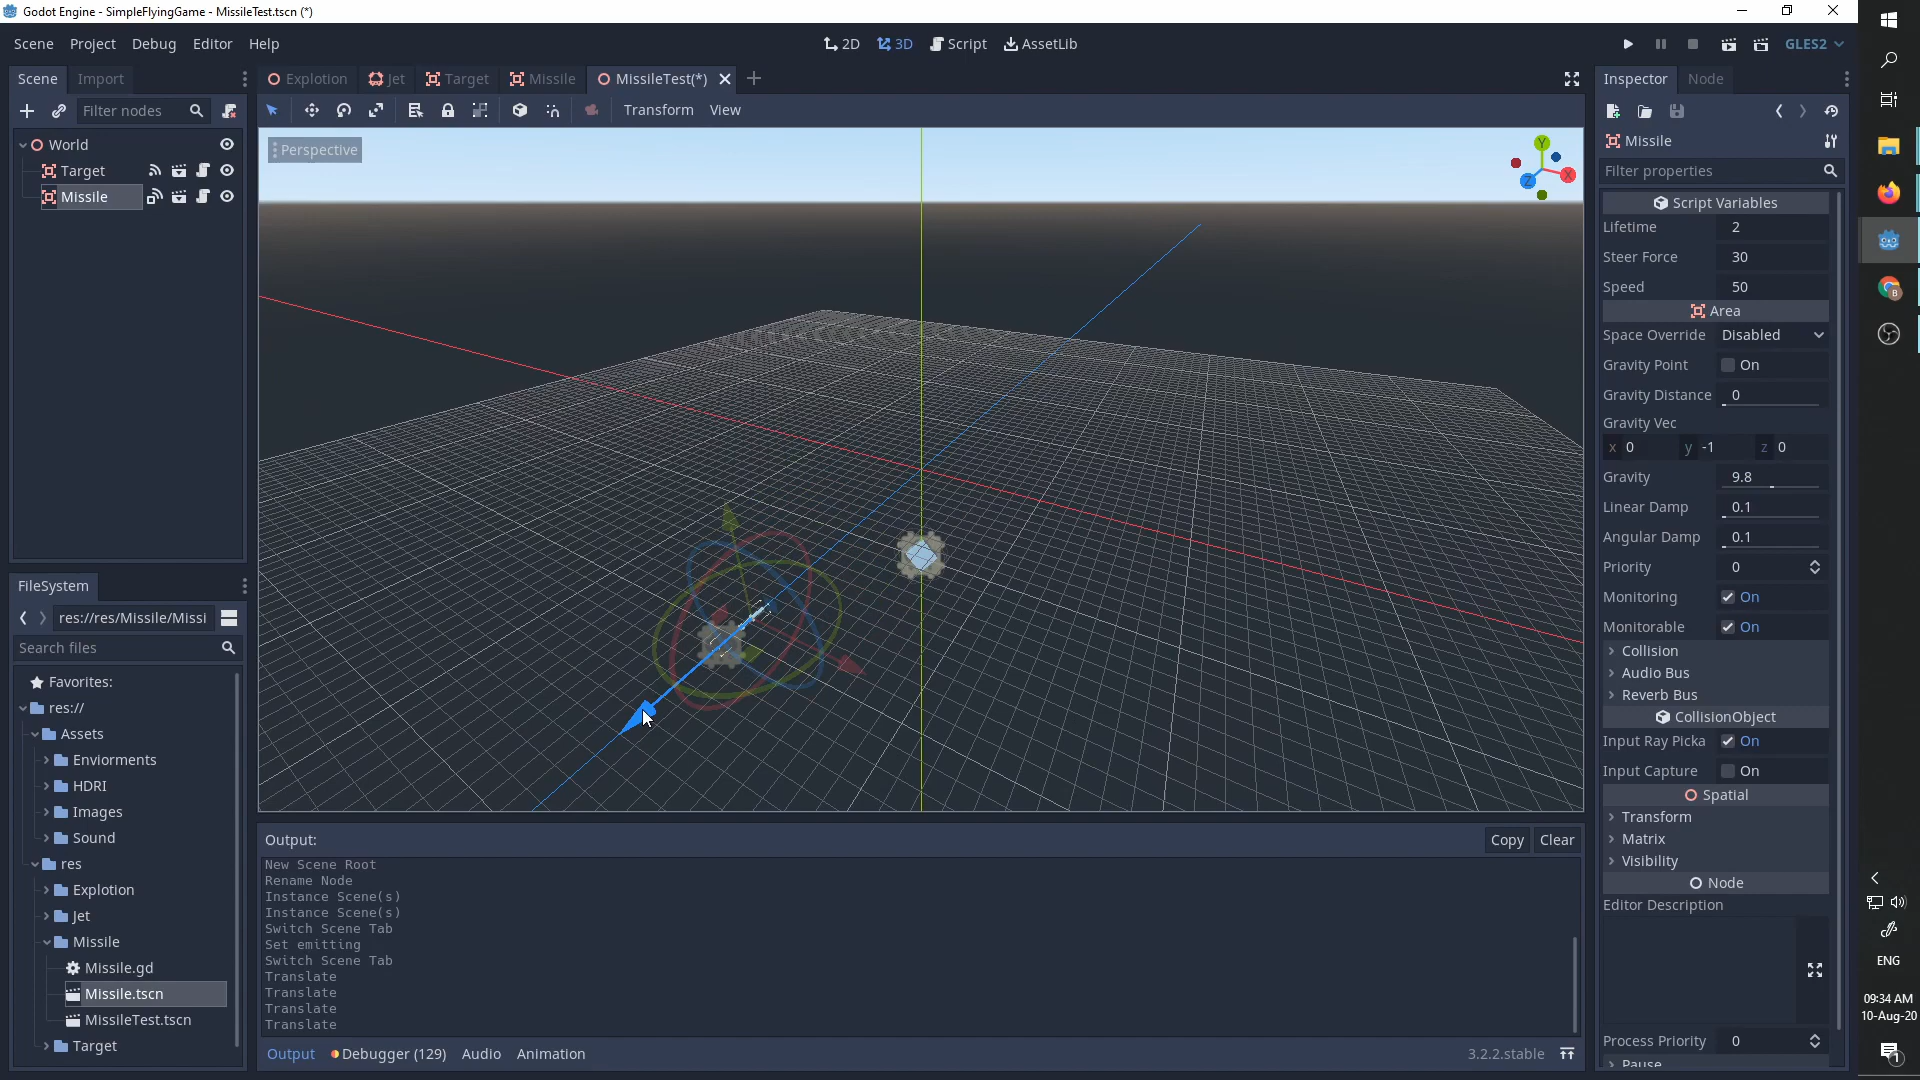 Godot Engine - SimpleFlyingGame - MissileTest.tscn (*)
Scene Project Debug Editor Help
2D 3D Script AssetLib
GLES2
Scene Import
Filter nodes
World
Target
Missile
Explotion Jet Target Missile MissileTest(*)
Transform View
Perspective
Y
X
Z
Inspector Node
Missile
Filter properties
Script Variables
Lifetime 2
Steer Force 30
Speed 50
Area
Space Override Disabled
Gravity Point On
Gravity Distance 0
Gravity Vec
x 0 y -1 z 0
Gravity 9.8
Linear Damp 0.1
Angular Damp 0.1
Priority 0
Monitoring On
Monitorable On
Collision
Audio Bus
Reverb Bus
CollisionObject
Input Ray Picka On
Input Capture On
Spatial
Transform
Matrix
Visibility
Node
Editor Description
Process Priority 0
Pause
FileSystem
res://res/Missile/Missi
Search files
Favorites:
res://
Assets
Enviorments
HDRI
Images
Sound
res
Explotion
Jet
Missile
Missile.gd
Missile.tscn
MissileTest.tscn
Target
Output:
Copy Clear
New Scene Root
Rename Node
Instance Scene(s)
Instance Scene(s)
Switch Scene Tab
Set emitting
Switch Scene Tab
Translate
Translate
Translate
Translate
Output Debugger (129) Audio Animation
3.2.2.stable
B
ENG
09:34 AM
10-Aug-20
1